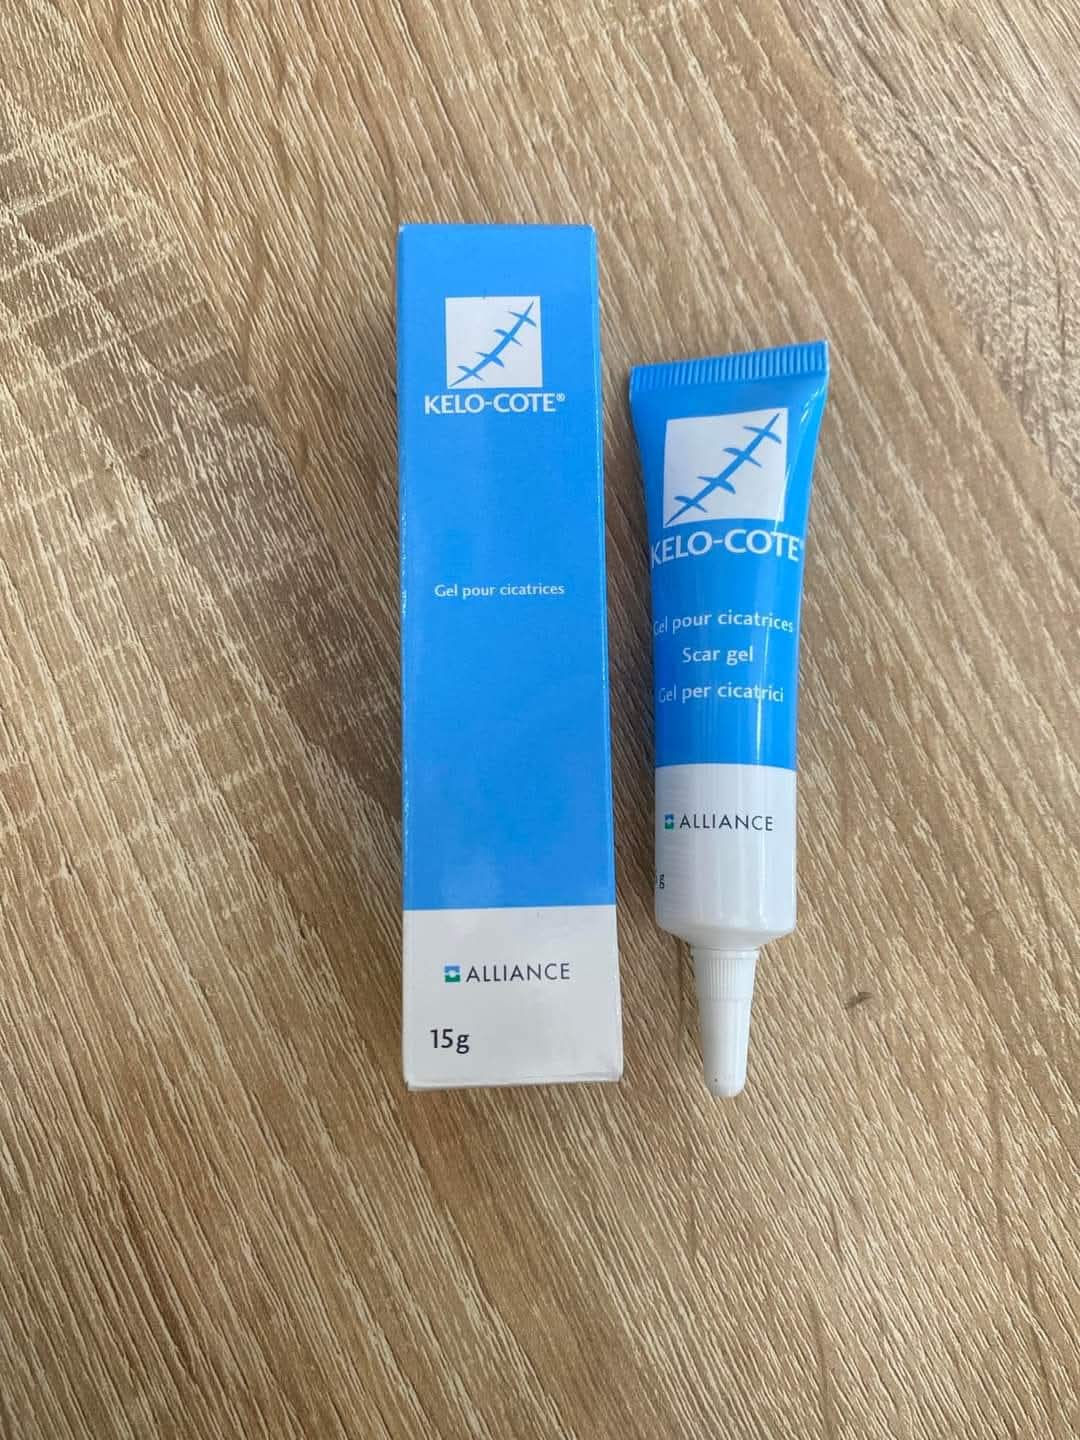 KELO-COTE®
Gel pour cicatrices
ALLIANCE
15g
KELO-COTE
Gel pour cicatrices
Scar gel
Gel per cicatrici
ALLIANCE
g